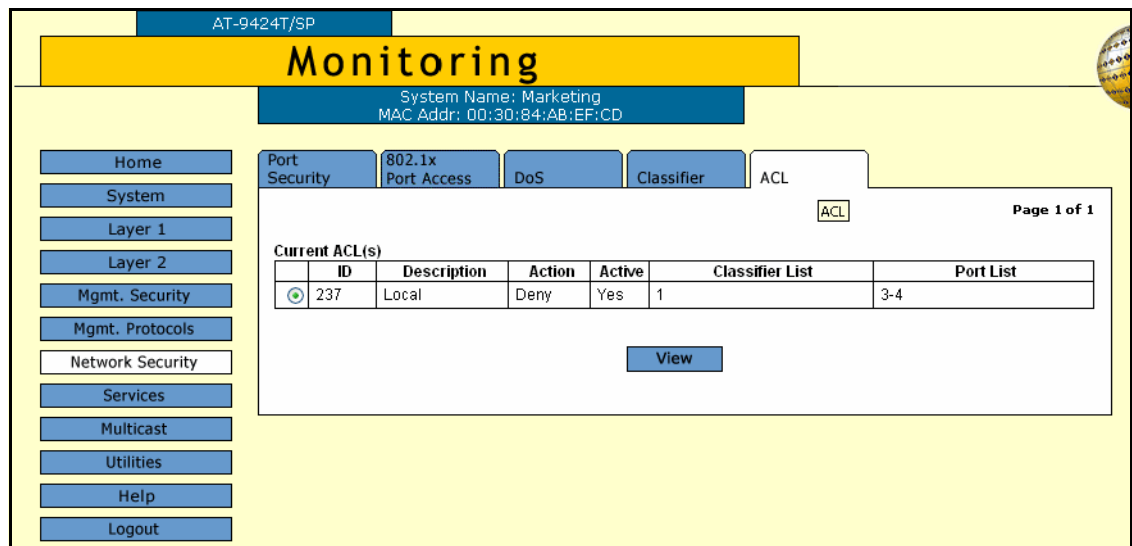 AT-9424T/SP
Monitoring
System Name: Marketing
MAC Addr: 00:30:84:AB:EF:CD
Home
System
Layer 1
Layer 2
Mgmt. Security
Mgmt. Protocols
Network Security
Services
Multicast
Utilities
Help
Logout
Port Security
802.1x Port Access
DoS
Classifier
ACL
ACL
Page 1 of 1
Current ACL(s)
ID Description Action Active Classifier List Port List
237 Local Deny Yes 1 3-4
View